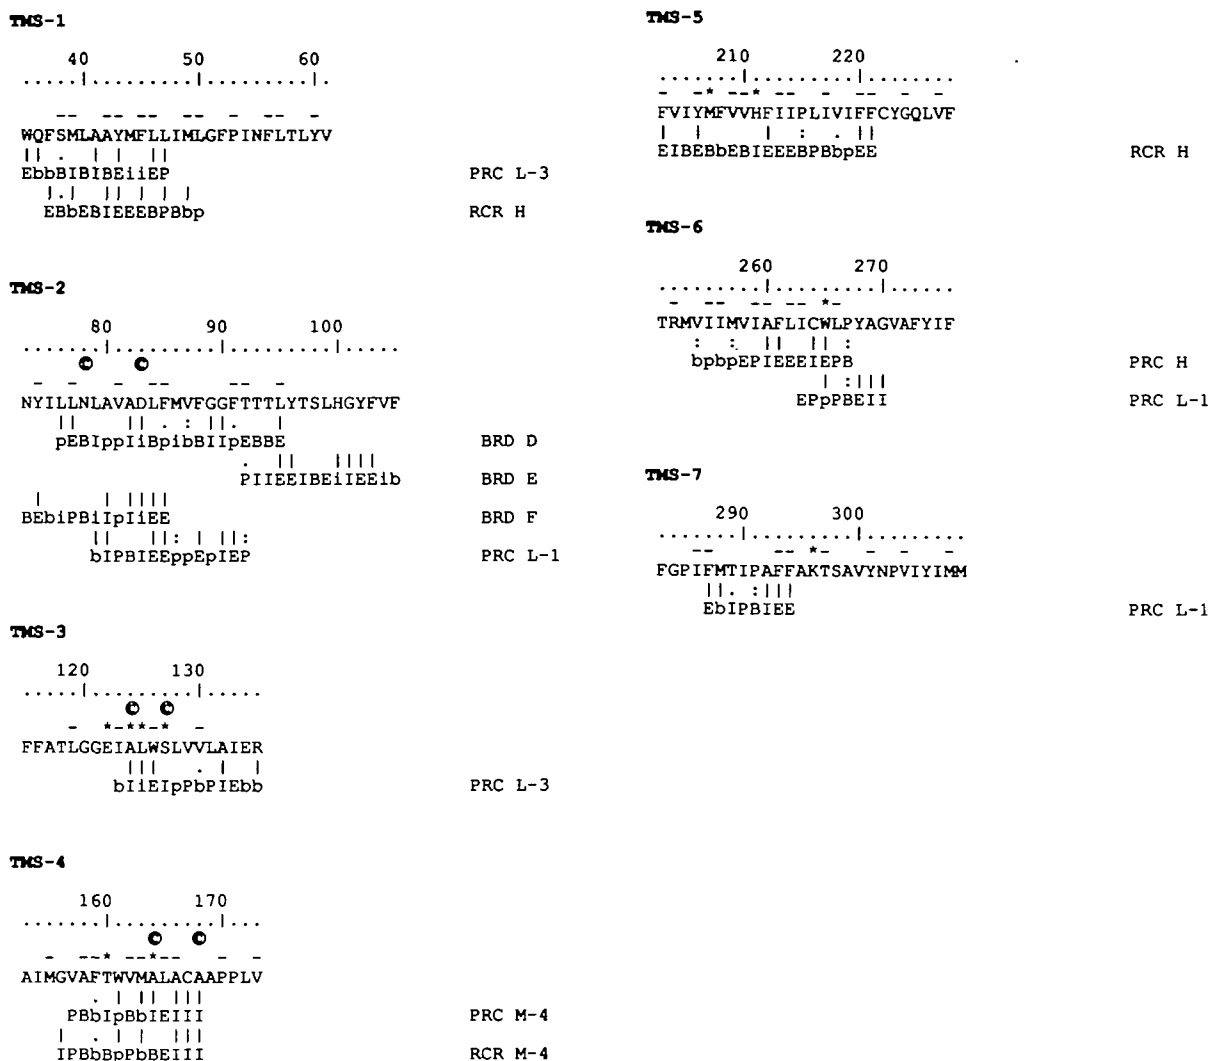 TMS-1
40 50 60
.....|.........|.........|.
-- -- -- -- - -- -
WQFSMLAAYMFLLIMLGFPINFLTLYV
|| . | | ||
EbbBIBIBEiiEP PRC L-3
|.| || | | |
EBbEBIEEEBPBbp RCR H
TMS-2
80 90 100
.......|.........|.........|.....
© ©
- - - -- -- -
NYILLNLAVADLFMVFGGFTTTLYTSLHGYFVF
|| || . : ||. |
pEBIppIiBpibBIIpEBBE BRD D
. || ||||
PIIEEIBEiIEEib BRD E
| | ||||
BEbiPBiIpIiEE BRD F
|| ||: | || :
bIPBIEEppEpIEP PRC L-1
TMS-3
120 130
.....|.........|.....
© ©
- *-**-* -
FFATLGGEIALWSLVVLAIER
||| . | |
bIiEIpPbPIEbb PRC L-3
TMS-4
160 170
.......|.........|...
© ©
- --* --*-- - -
AIMGVAFTWVMALACAAPPLV
. | || |||
PBbIpBbIEIII PRC M-4
| . | | |||
IPBbBpPbBEIII RCR M-4
TMS-5
210 220
.......|.........|........
- -* --* -- - -- - -
FVIYMFVVHFIIPLIVIFFCYGQLVF
| | | : . ||
EIBEBbEBIEEEBPBbpEE RCR H
TMS-6
260 270
.........|.........|......
- -- -- -- *-
TRMVIIMVIAFLICWLPYAGVAFYIF
: : || || :
bpbpEPIEEEIEPB PRC H
| :|||
EPpPBEII PRC L-1
TMS-7
290 300
.......|.........|.........
-- -- *- - - -
FGPIFMTIPAFFAKTSAVYNPVIYIMM
||. :|||
EbIPBIEE PRC L-1